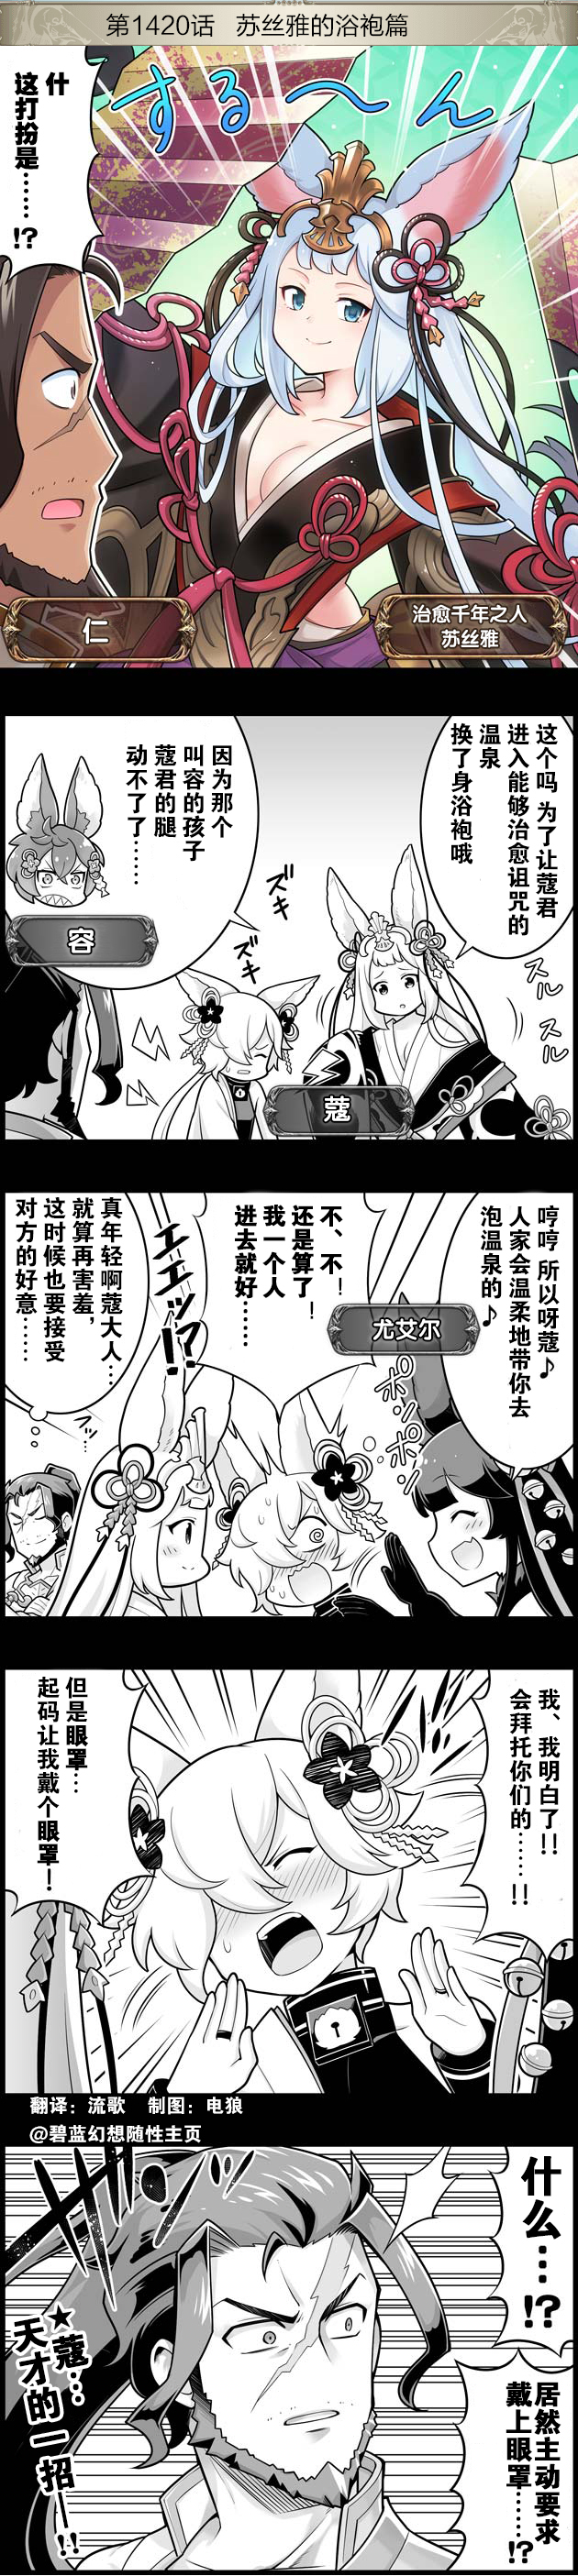 第1420话 苏丝雅的浴袍篇
する～ん
什
这打扮是……
!?
仁
治愈千年之人
苏丝雅
这个吗 为了让蔻君
进入能够治愈诅咒的
温泉
换了身浴袍哦
因为那个
叫容的孩子
蔻君的腿
动不了了……
容
ズキ
ズキ
スル
スル
蔻
哼哼 所以呀蔻♪
人家会温柔地带你去
泡温泉的♪
尤艾尔
不、不!
还是算了!
我一个人
进去就好……
エエッ?!
ポンポン
真年轻啊蔻大人…
就算再害羞,
这时候也要接受
对方的好意……
フッ…
我、我明白了!!
会拜托你们的……!!
但是眼罩…
起码让我戴个眼罩!
翻译：流歌 制图：电狼
@碧蓝幻想随性主页
什么…!?
居然主动要求
戴上眼罩……!?
★蔻…
天才的一招——!!